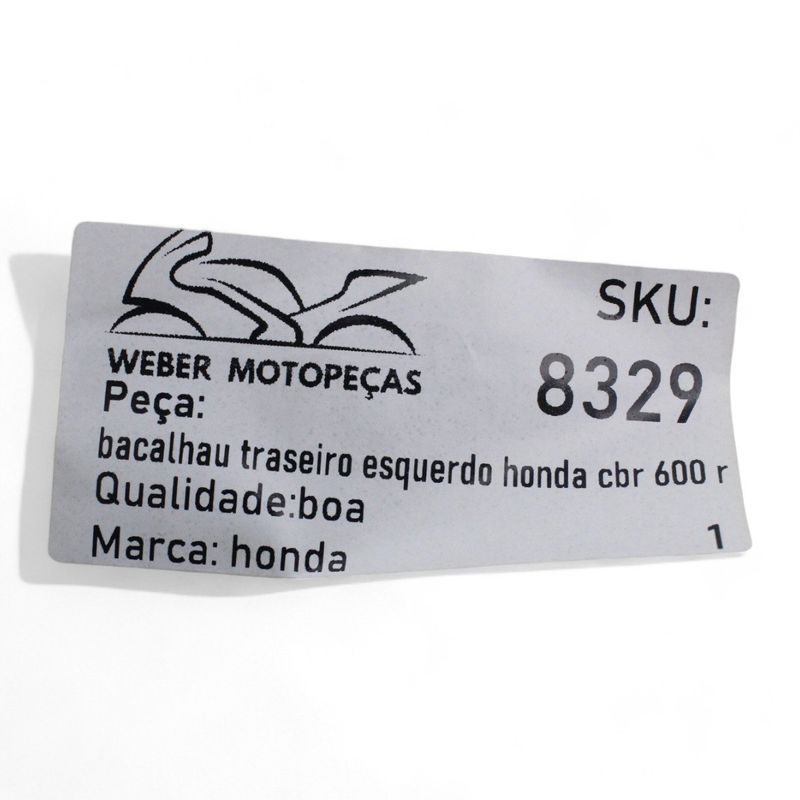 WEBER MOTOPEÇAS
SKU:
8329
Peça:
bacalhau traseiro esquerdo honda cbr 600 r
Qualidade:boa
Marca: honda
1